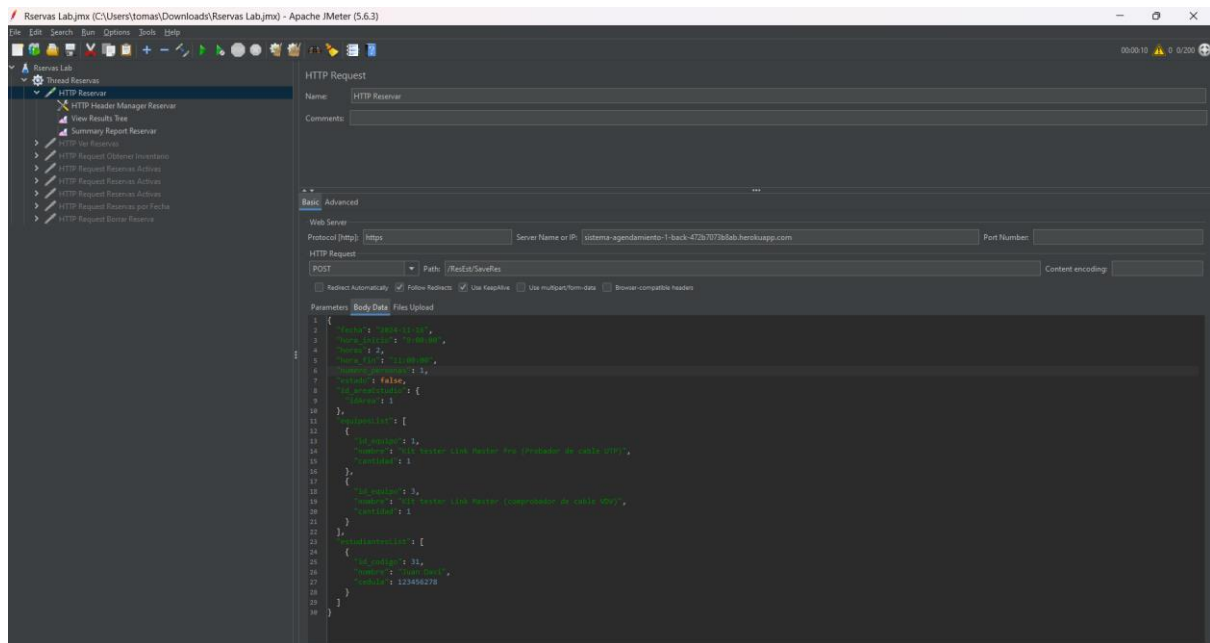 Rservas Lab.jmx (C:\Users\tomas\Downloads\Rservas Lab.jmx) - Apache JMeter (5.6.3)
File Edit Search Run Options Tools Help
00:00:10 0 0/200
Rservas Lab
Thread Reservas
HTTP Reservar
HTTP Header Manager Reservar
View Results Tree
Summary Report Reservar
HTTP Ver Reservas
HTTP Request Obtener Inventario
HTTP Request Reservas Activas
HTTP Request Reservas Activas
HTTP Request Reservas Activas
HTTP Request Reservas por Fecha
HTTP Request Borrar Reserva
HTTP Request
Name: HTTP Reservar
Comments:
Basic Advanced
Web Server
Protocol [http]: https Server Name or IP: sistema-agendamiento-1-back-472b7073b8ab.herokuapp.com Port Number:
HTTP Request
POST Path: /ResEst/SaveRes Content encoding:
Redirect Automatically Follow Redirects Use KeepAlive Use multipart/form-data Browser-compatible headers
Parameters Body Data Files Upload
1 {
2 "fecha": "2024-11-
3 "hora_inicio": "9:00:00",
4 "horas": 2,
5 "hora_fin": "11:00:00",
6 "numero_personas": 1,
7 "estado": false,
8 "id_areaEstudio": {
9 "idArea": 1
10 },
11 "equiposList": [
12 {
13 "id_equipo": 1,
14 "nombre": "Kit tester Link Master Pro (Probador de cable UTP)",
15 "cantidad": 1
16 },
17 {
18 "id_equipo": 3,
19 "nombre": "Kit tester Link Master (comprobador de cable
20 "cantidad": 1
21 }
22 ],
23 "estudiantesList": [
24 {
25 "id_codigo": 31,
26 "nombre": "Juan
27 "cedula": 123456278
28 }
29 ]
30 }